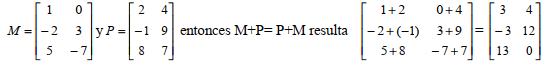 M = [1 0; -2 3; 5 -7] y P = [2 4; -1 9; 8 7] entonces M+P= P+M resulta [1+2 0+4; -2+(-1) 3+9; 5+8 -7+7] = [3 4; -3 12; 13 0]